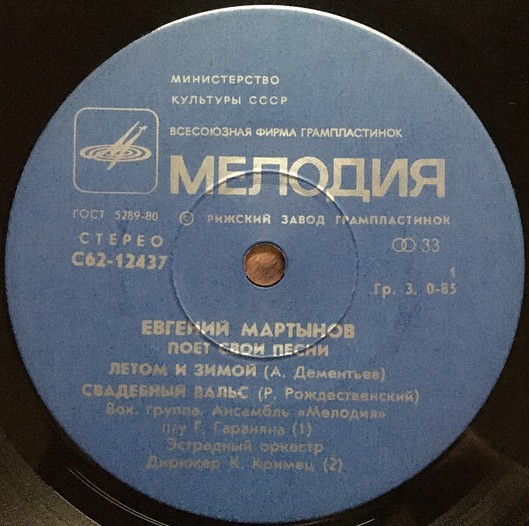 МИНИСТЕРСТВО
КУЛЬТУРЫ СССР
ВСЕСОЮЗНАЯ ФИРМА ГРАМПЛАСТИНОК
МЕЛОДИЯ
ГОСТ 5289-80 © РИЖСКИЙ ЗАВОД ГРАМПЛАСТИНОК
СТЕРЕО 33
С62-12437
1
Гр. 3. 0-85
ЕВГЕНИЙ МАРТЫНОВ
ПОЕТ СВОИ ПЕСНИ
ЛЕТОМ И ЗИМОЙ (А. Дементьев)
СВАДЕБНЫЙ ВАЛЬС (Р. Рождественский)
Вок. группа. Ансамбль «Мелодия»
п/у Г. Гараняна (1)
Эстрадный оркестр
Дирижер К. Кримец (2).